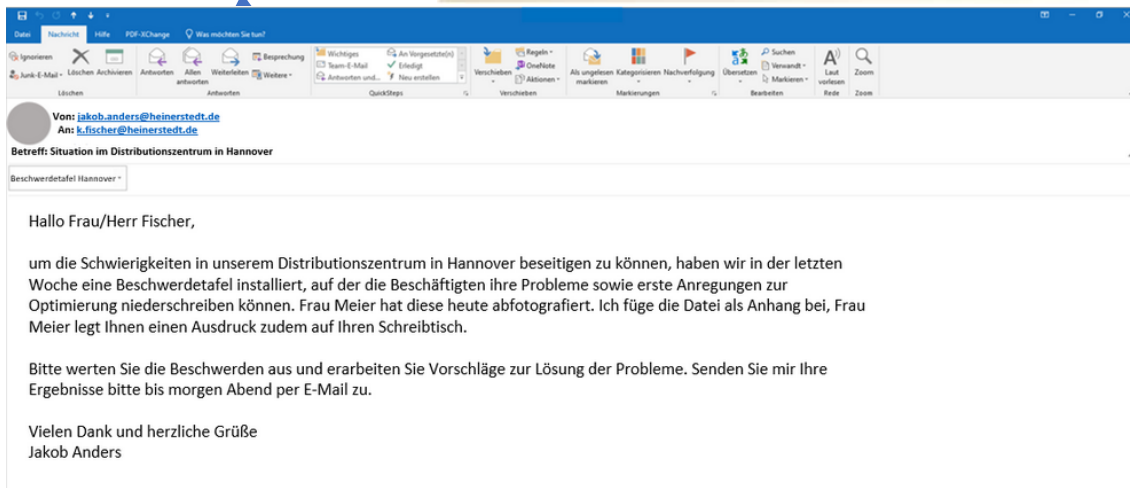 Datei Nachricht Hilfe PDF-XChange Was möchten Sie tun?
Ignorieren
Junk-E-Mail
Löschen Archivieren
Antworten Allen antworten Weiterleiten
Besprechung
Weitere
Wichtiges
Team-E-Mail
Antworten und...
An Vorgesetzte(n)
Erledigt
Neu erstellen
Verschieben
Regeln
OneNote
Aktionen
Als ungelesen markieren Kategorisieren Nachverfolgung
Übersetzen
Suchen
Verwandt
Markieren
Laut vorlesen
Zoom
Löschen Antworten QuickSteps Verschieben Markierungen Bearbeiten Rede Zoom
Von: jakob.anders@heinerstedt.de
An: k.fischer@heinerstedt.de
Betreff: Situation im Distributionszentrum in Hannover
Beschwerdetafel Hannover
Hallo Frau/Herr Fischer,
um die Schwierigkeiten in unserem Distributionszentrum in Hannover beseitigen zu können, haben wir in der letzten
Woche eine Beschwerdetafel installiert, auf der die Beschäftigten ihre Probleme sowie erste Anregungen zur
Optimierung niederschreiben können. Frau Meier hat diese heute abfotografiert. Ich füge die Datei als Anhang bei, Frau
Meier legt Ihnen einen Ausdruck zudem auf Ihren Schreibtisch.
Bitte werten Sie die Beschwerden aus und erarbeiten Sie Vorschläge zur Lösung der Probleme. Senden Sie mir Ihre
Ergebnisse bitte bis morgen Abend per E-Mail zu.
Vielen Dank und herzliche Grüße
Jakob Anders